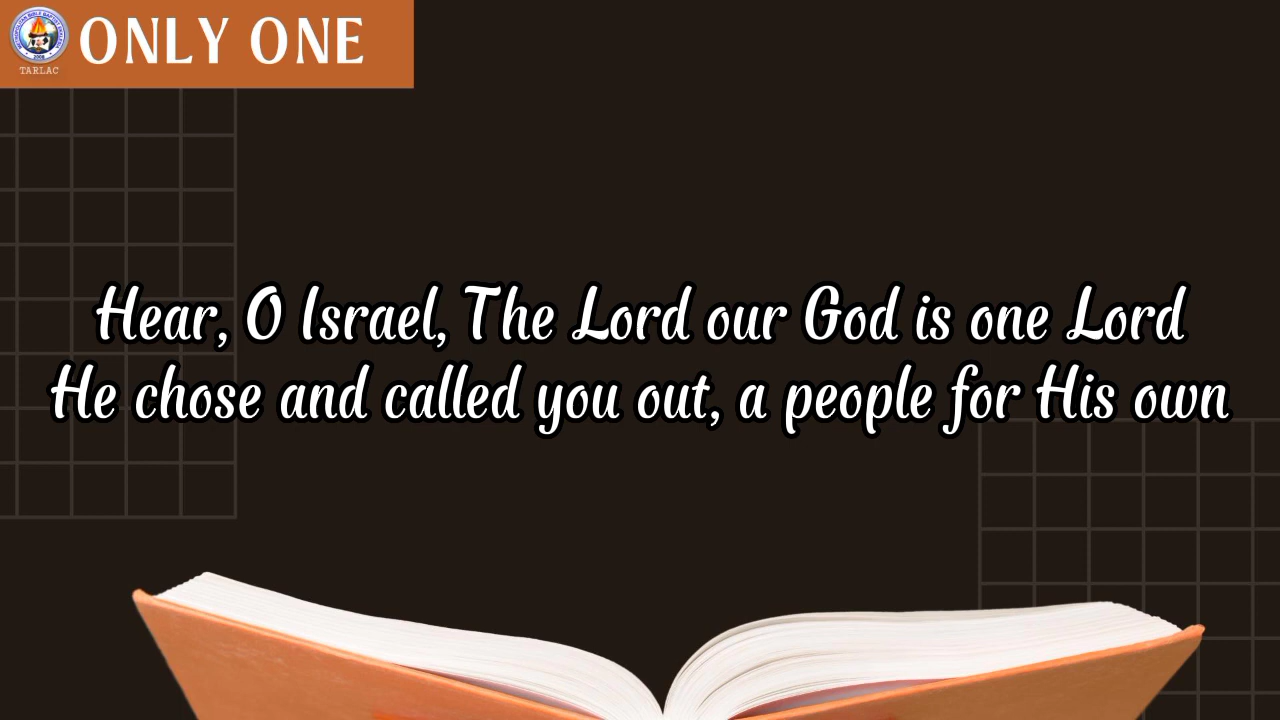 ONLY ONE
TARLAC
Hear, O Israel, The Lord our God is one Lord
He chose and called you out, a people for His own